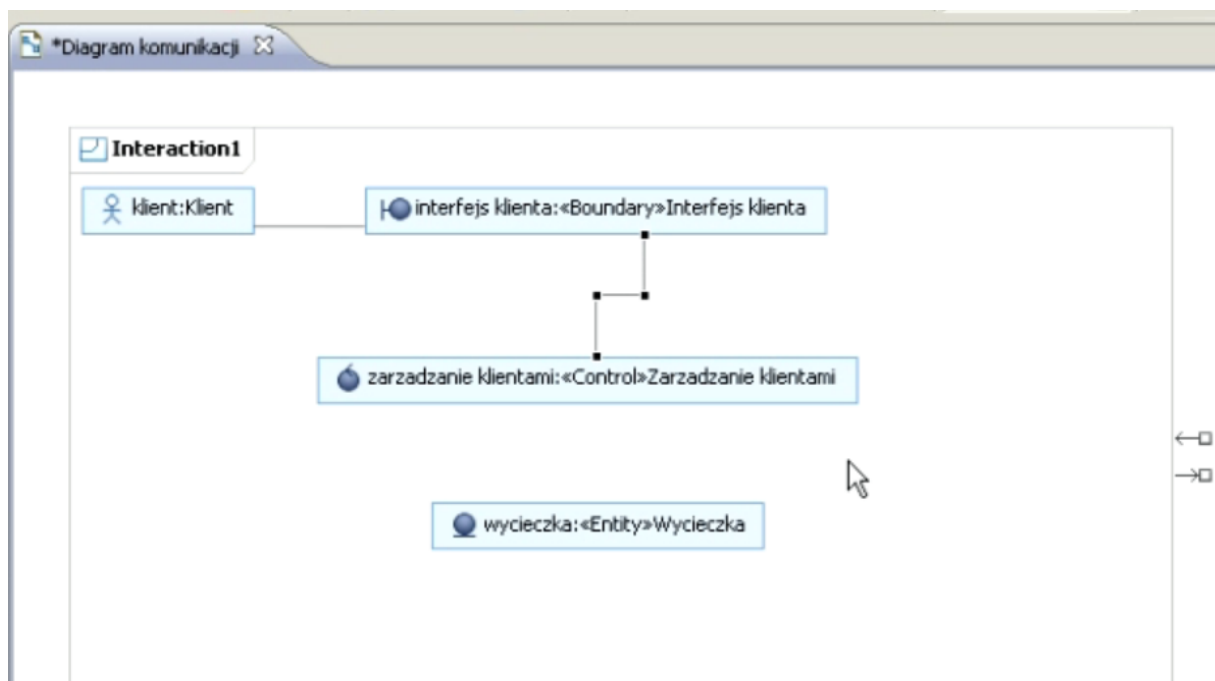 *Diagram komunikacji
Interaction1
klient:Klient
interfejs klienta:«Boundary»Interfejs klienta
zarzadzanie klientami:«Control»Zarzadzanie klientami
wycieczka:«Entity»Wycieczka